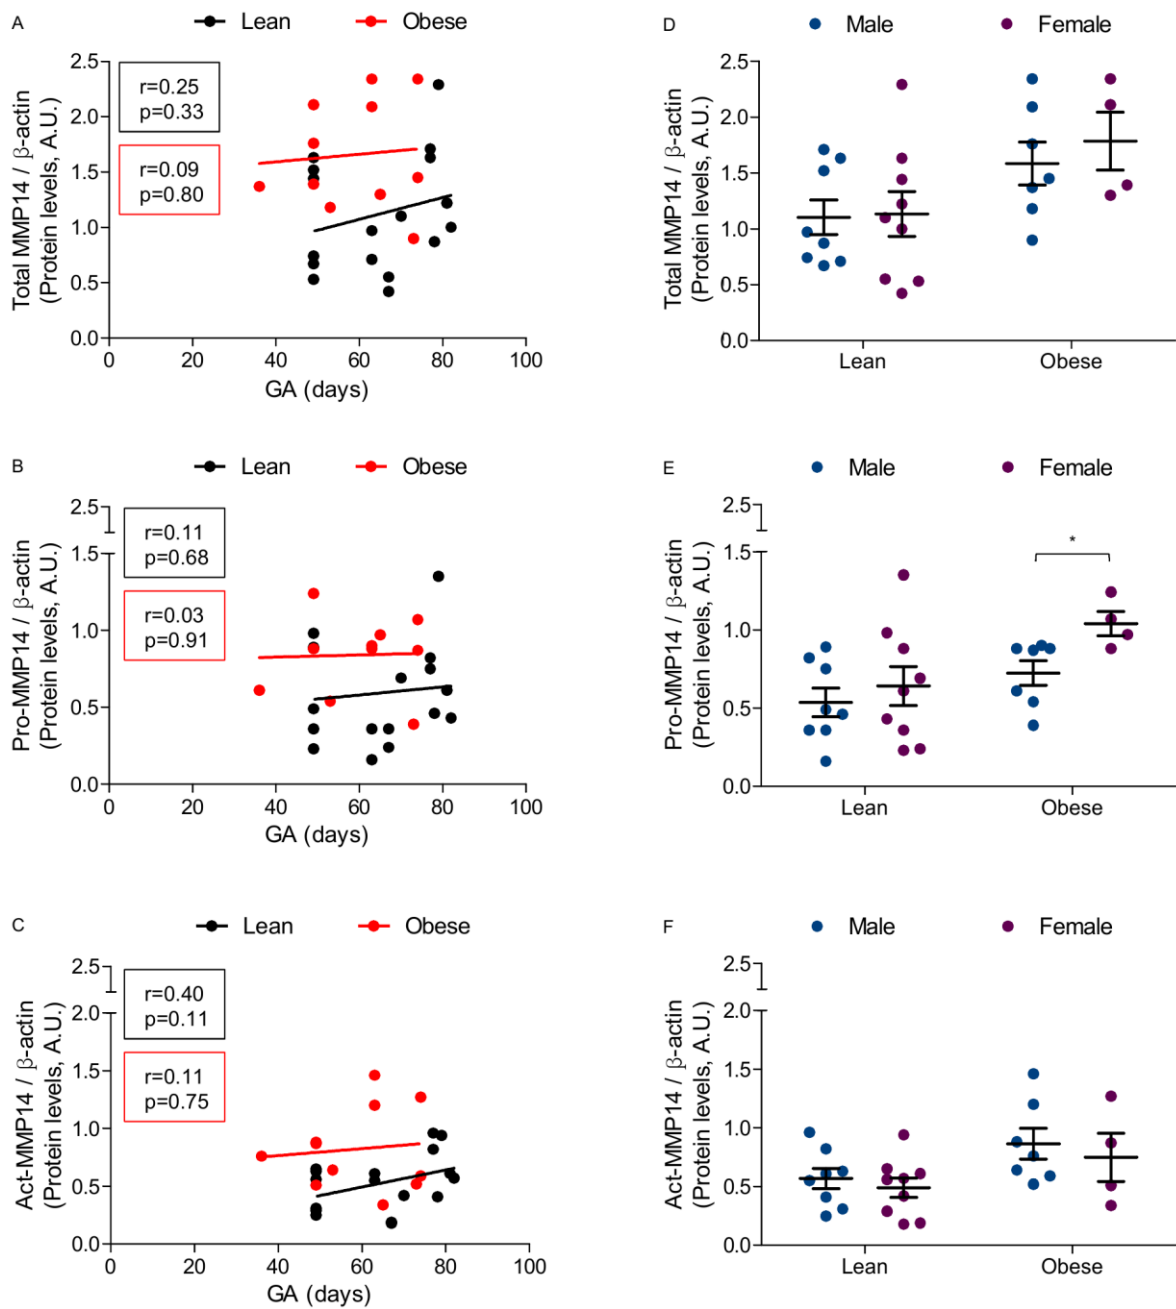 A
Lean
Obese
Total MMP14 / β-actin
(Protein levels, A.U.)
2.5
2.0
1.5
1.0
0.5
0.0
r=0.25
p=0.33
r=0.09
p=0.80
0
20
40
60
80
100
GA (days)
D
Male
Female
Total MMP14 / β-actin
(Protein levels, A.U.)
2.5
2.0
1.5
1.0
0.5
0.0
Lean
Obese
B
Lean
Obese
Pro-MMP14 / β-actin
(Protein levels, A.U.)
2.5
1.5
1.0
0.5
0.0
r=0.11
p=0.68
r=0.03
p=0.91
0
20
40
60
80
100
GA (days)
E
Male
Female
Pro-MMP14 / β-actin
(Protein levels, A.U.)
2.5
1.5
1.0
0.5
0.0
*
Lean
Obese
C
Lean
Obese
Act-MMP14 / β-actin
(Protein levels, A.U.)
2.5
2.0
1.5
1.0
0.5
0.0
r=0.40
p=0.11
r=0.11
p=0.75
0
20
40
60
80
100
GA (days)
F
Male
Female
Act-MMP14 / β-actin
(Protein levels, A.U.)
2.5
2.0
1.5
1.0
0.5
0.0
Lean
Obese